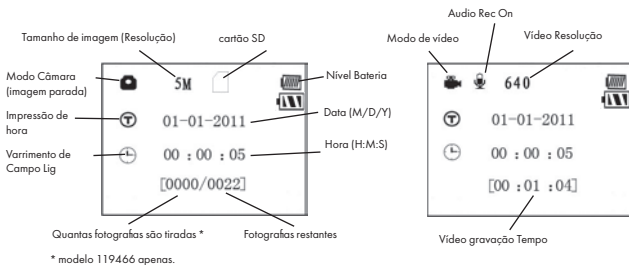 Tamanho de imagem (Resolução)
cartão SD
Modo Câmara
(imagem parada)
Impressão de
hora
Varrimento de
Campo Lig
5M
T
01-01-2011
00 : 00 : 05
[0000/0022]
Nível Bateria
Data (M/D/Y)
Hora (H:M:S)
Quantas fotografias são tiradas *
Fotografias restantes
* modelo 119466 apenas.
Audio Rec On
Modo de vídeo
Vídeo Resolução
640
T
01-01-2011
00 : 00 : 05
[00 :01 :04]
Vídeo gravação Tempo